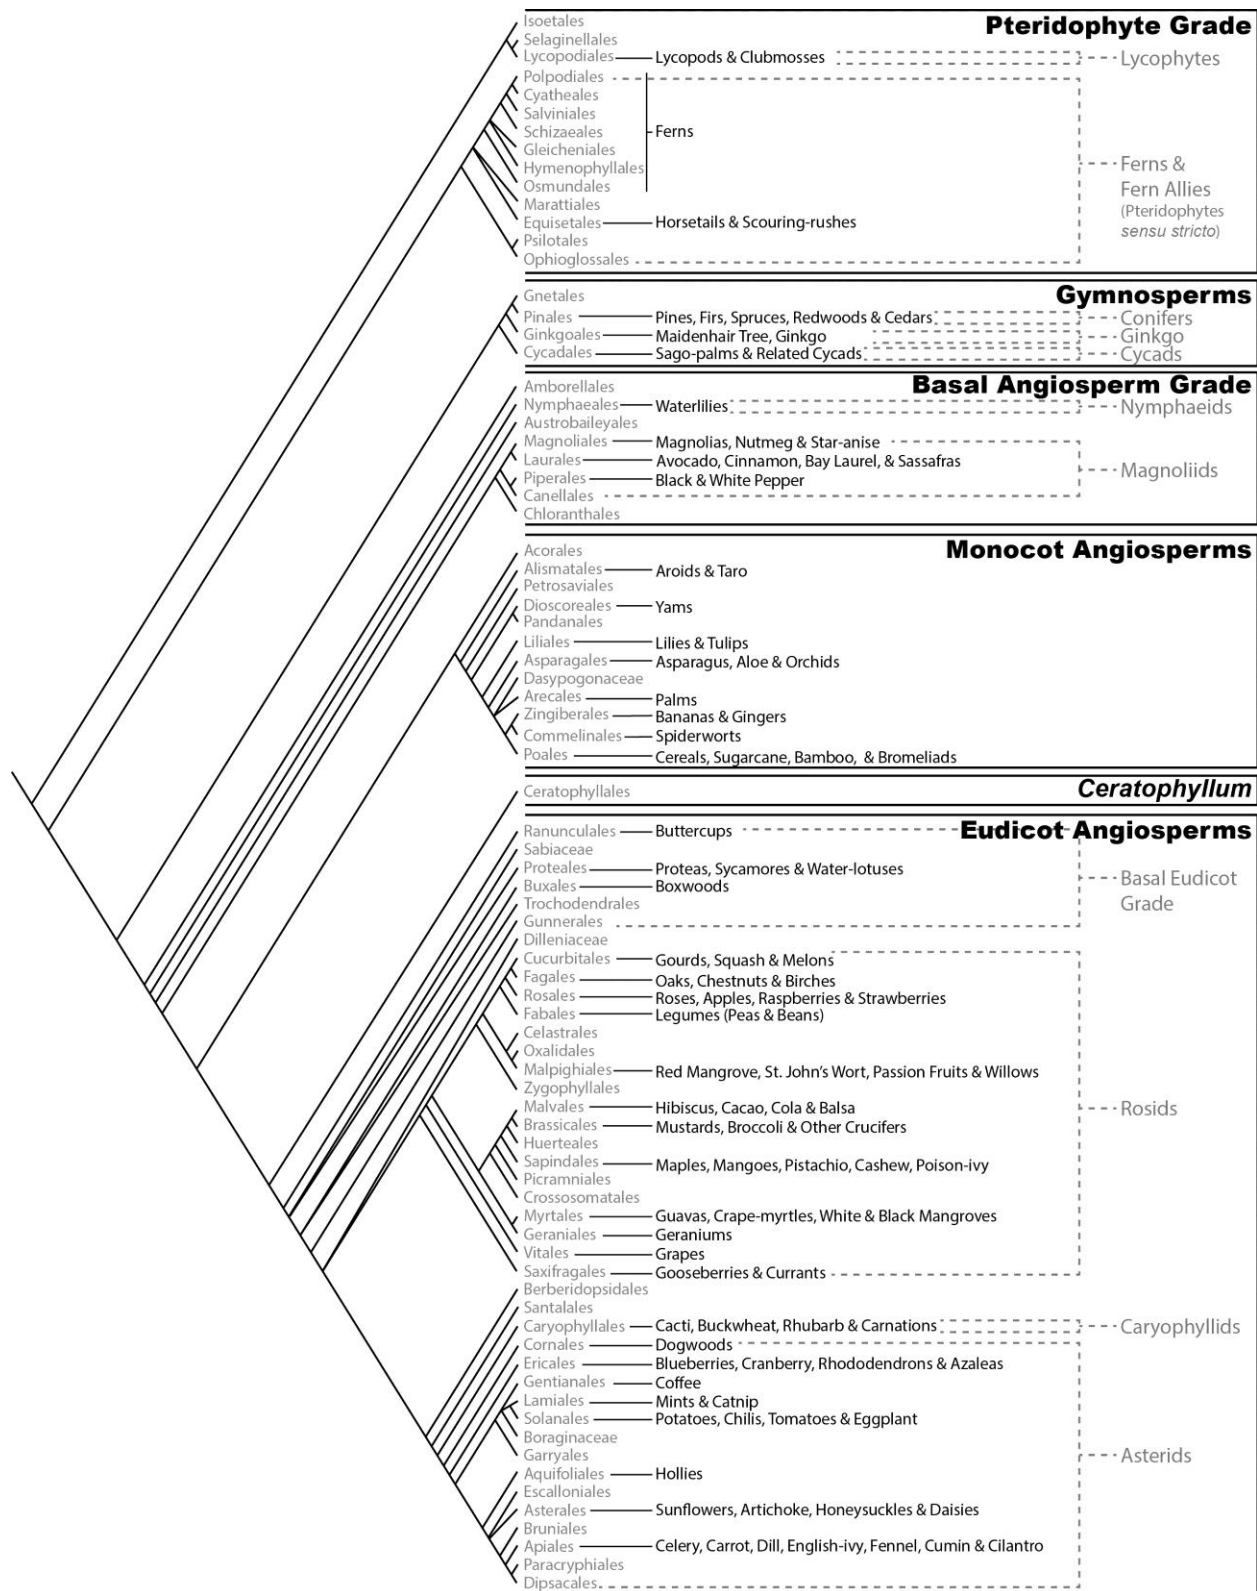 Isoetales
Pteridophyte Grade
Selaginellales
Lycopodiales Lycopods & Clubmosses Lycophytes
Polpodiales
Cyatheales
Salviniales
Schizaeales Ferns
Gleicheniales
Hymenophyllales Ferns &
Osmundales Fern Allies
Marattiales (Pteridophytes
Equisetales Horsetails & Scouring-rushes sensu stricto)
Psilotales
Ophioglossales
Gnetales Gymnosperms
Pinales Pines, Firs, Spruces, Redwoods & Cedars Conifers
Ginkgoales Maidenhair Tree, Ginkgo Ginkgo
Cycadales Sago-palms & Related Cycads Cycads
Amborellales Basal Angiosperm Grade
Nymphaeales Waterlilies Nymphaeids
Austrobaileyales
Magnoliales Magnolias, Nutmeg & Star-anise
Laurales Avocado, Cinnamon, Bay Laurel, & Sassafras Magnoliids
Piperales Black & White Pepper
Canellales
Chloranthales
Acorales Monocot Angiosperms
Alismatales Aroids & Taro
Petrosaviales
Dioscoreales Yams
Pandanales
Liliales Lilies & Tulips
Asparagales Asparagus, Aloe & Orchids
Dasypogonaceae
Arecales Palms
Zingiberales Bananas & Gingers
Commelinales Spiderworts
Poales Cereals, Sugarcane, Bamboo, & Bromeliads
Ceratophyllales Ceratophyllum
Ranunculales Buttercups Eudicot Angiosperms
Sabiaceae
Proteales Proteas, Sycamores & Water-lotuses Basal Eudicot
Buxales Boxwoods Grade
Trochodendrales
Gunnerales
Dilleniaceae
Cucurbitales Gourds, Squash & Melons
Fagales Oaks, Chestnuts & Birches
Rosales Roses, Apples, Raspberries & Strawberries
Fabales Legumes (Peas & Beans)
Celastrales
Oxalidales
Malpighiales Red Mangrove, St. John's Wort, Passion Fruits & Willows
Zygophyllales
Malvales Hibiscus, Cacao, Cola & Balsa Rosids
Brassicales Mustards, Broccoli & Other Crucifers
Huerteales
Sapindales Maples, Mangoes, Pistachio, Cashew, Poison-ivy
Picramniales
Crossosomatales
Myrtales Guavas, Crape-myrtles, White & Black Mangroves
Geraniales Geraniums
Vitales Grapes
Saxifragales Gooseberries & Currants
Berberidopsidales
Santalales
Caryophyllales Cacti, Buckwheat, Rhubarb & Carnations Caryophyllids
Cornales Dogwoods
Ericales Blueberries, Cranberry, Rhododendrons & Azaleas
Gentianales Coffee
Lamiales Mints & Catnip
Solanales Potatoes, Chilis, Tomatoes & Eggplant
Boraginaceae
Garryales Asterids
Aquifoliales Hollies
Escalloniales
Asterales Sunflowers, Artichoke, Honeysuckles & Daisies
Bruniales
Apiales Celery, Carrot, Dill, English-ivy, Fennel, Cumin & Cilantro
Paracryphiales
Dipsacales